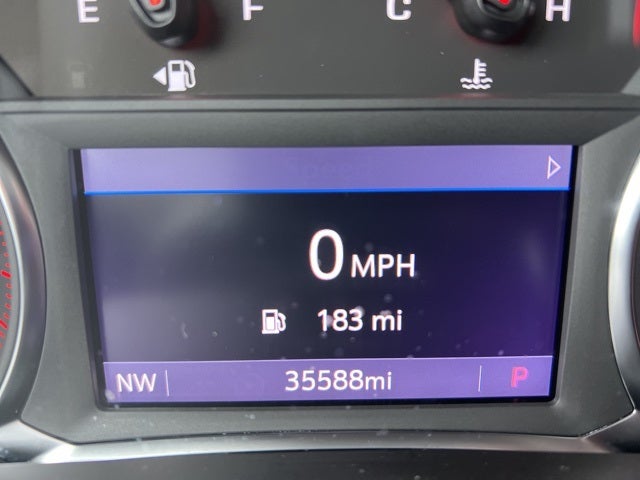 E F C H
0 MPH
183 mi
NW 35588mi P